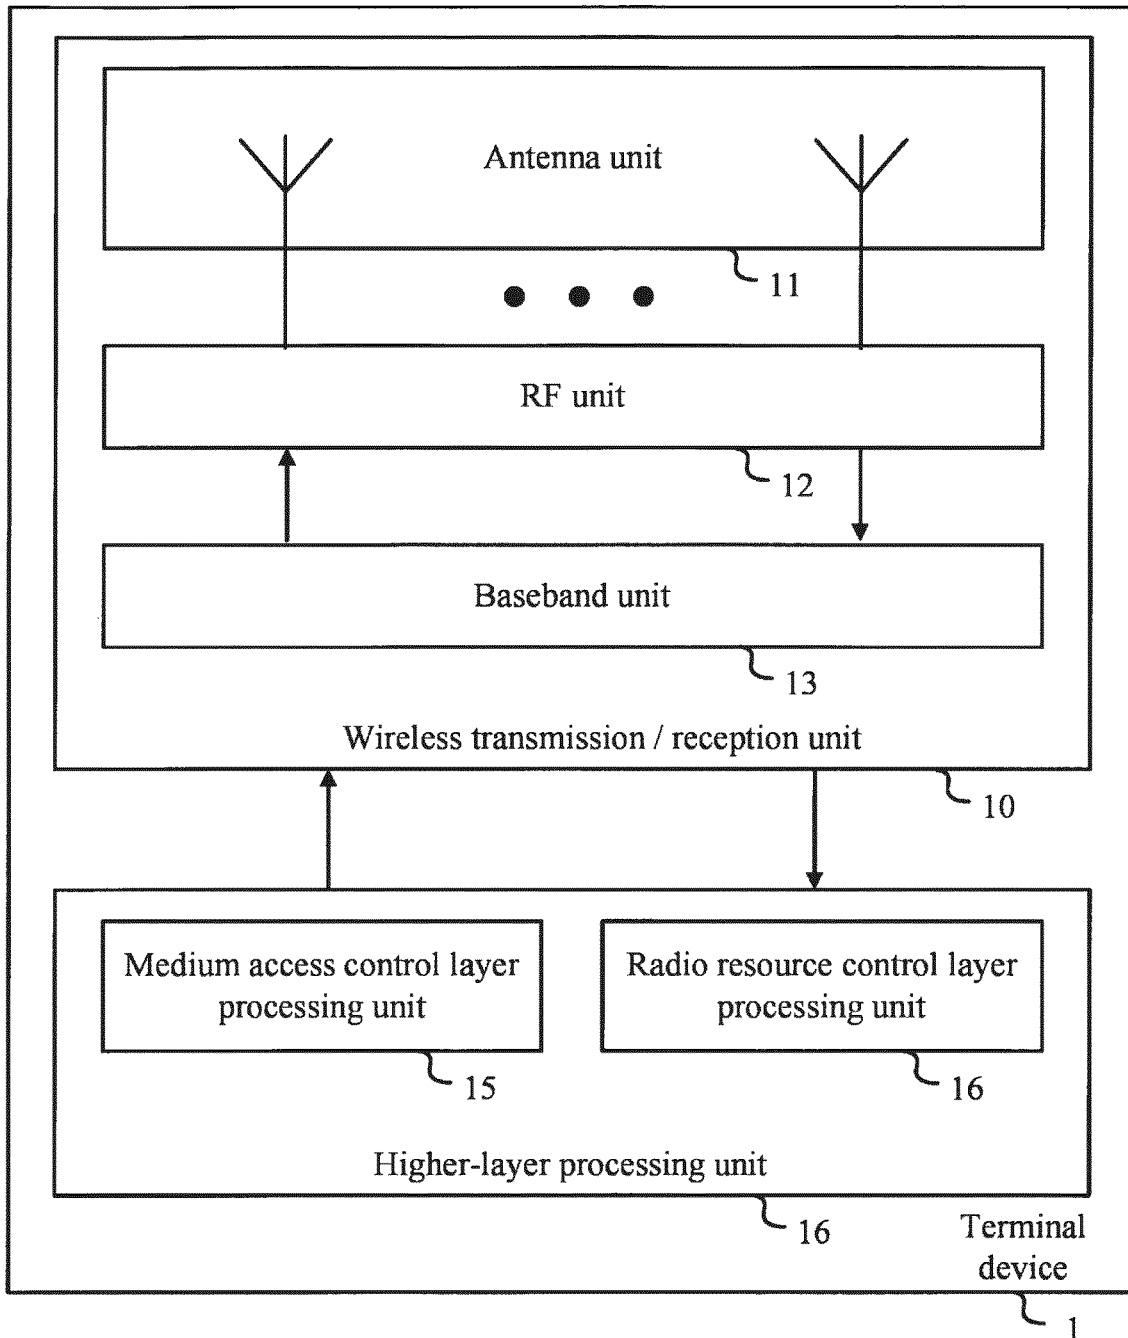 Antenna unit
11
RF unit
12
Baseband unit
13
Wireless transmission / reception unit
10
Medium access control layer
processing unit
15
Radio resource control layer
processing unit
16
Higher-layer processing unit
16
Terminal
device
1